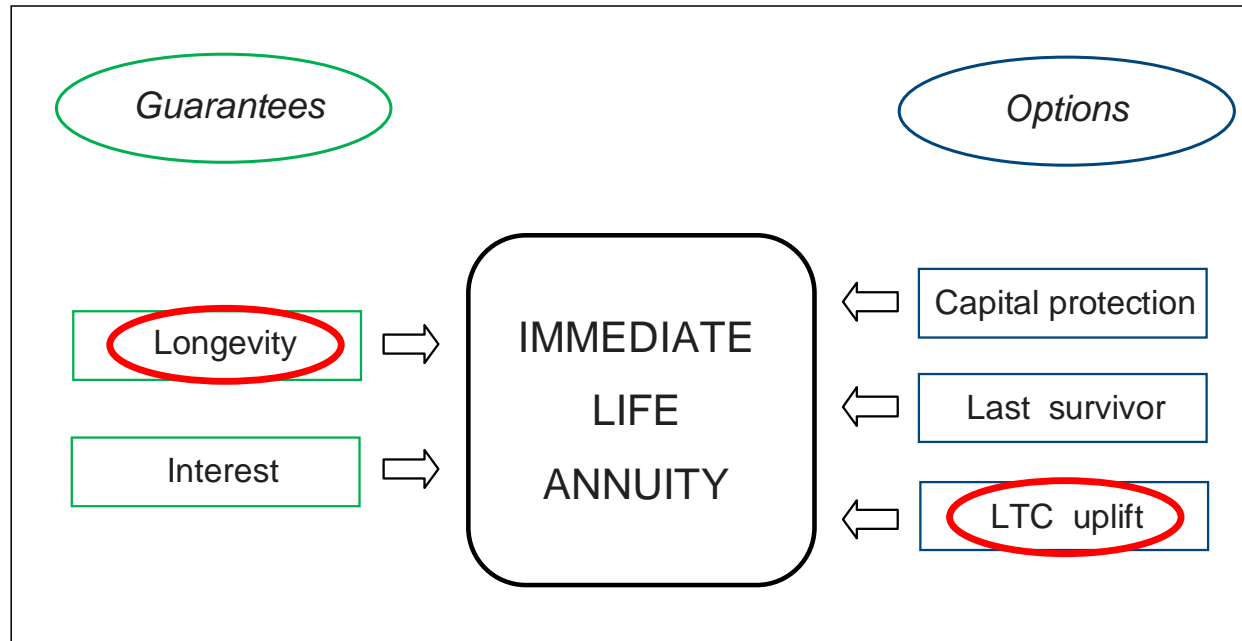 Guarantees
Options
Longevity
Interest
IMMEDIATE
LIFE
ANNUITY
Capital protection
Last survivor
LTC uplift